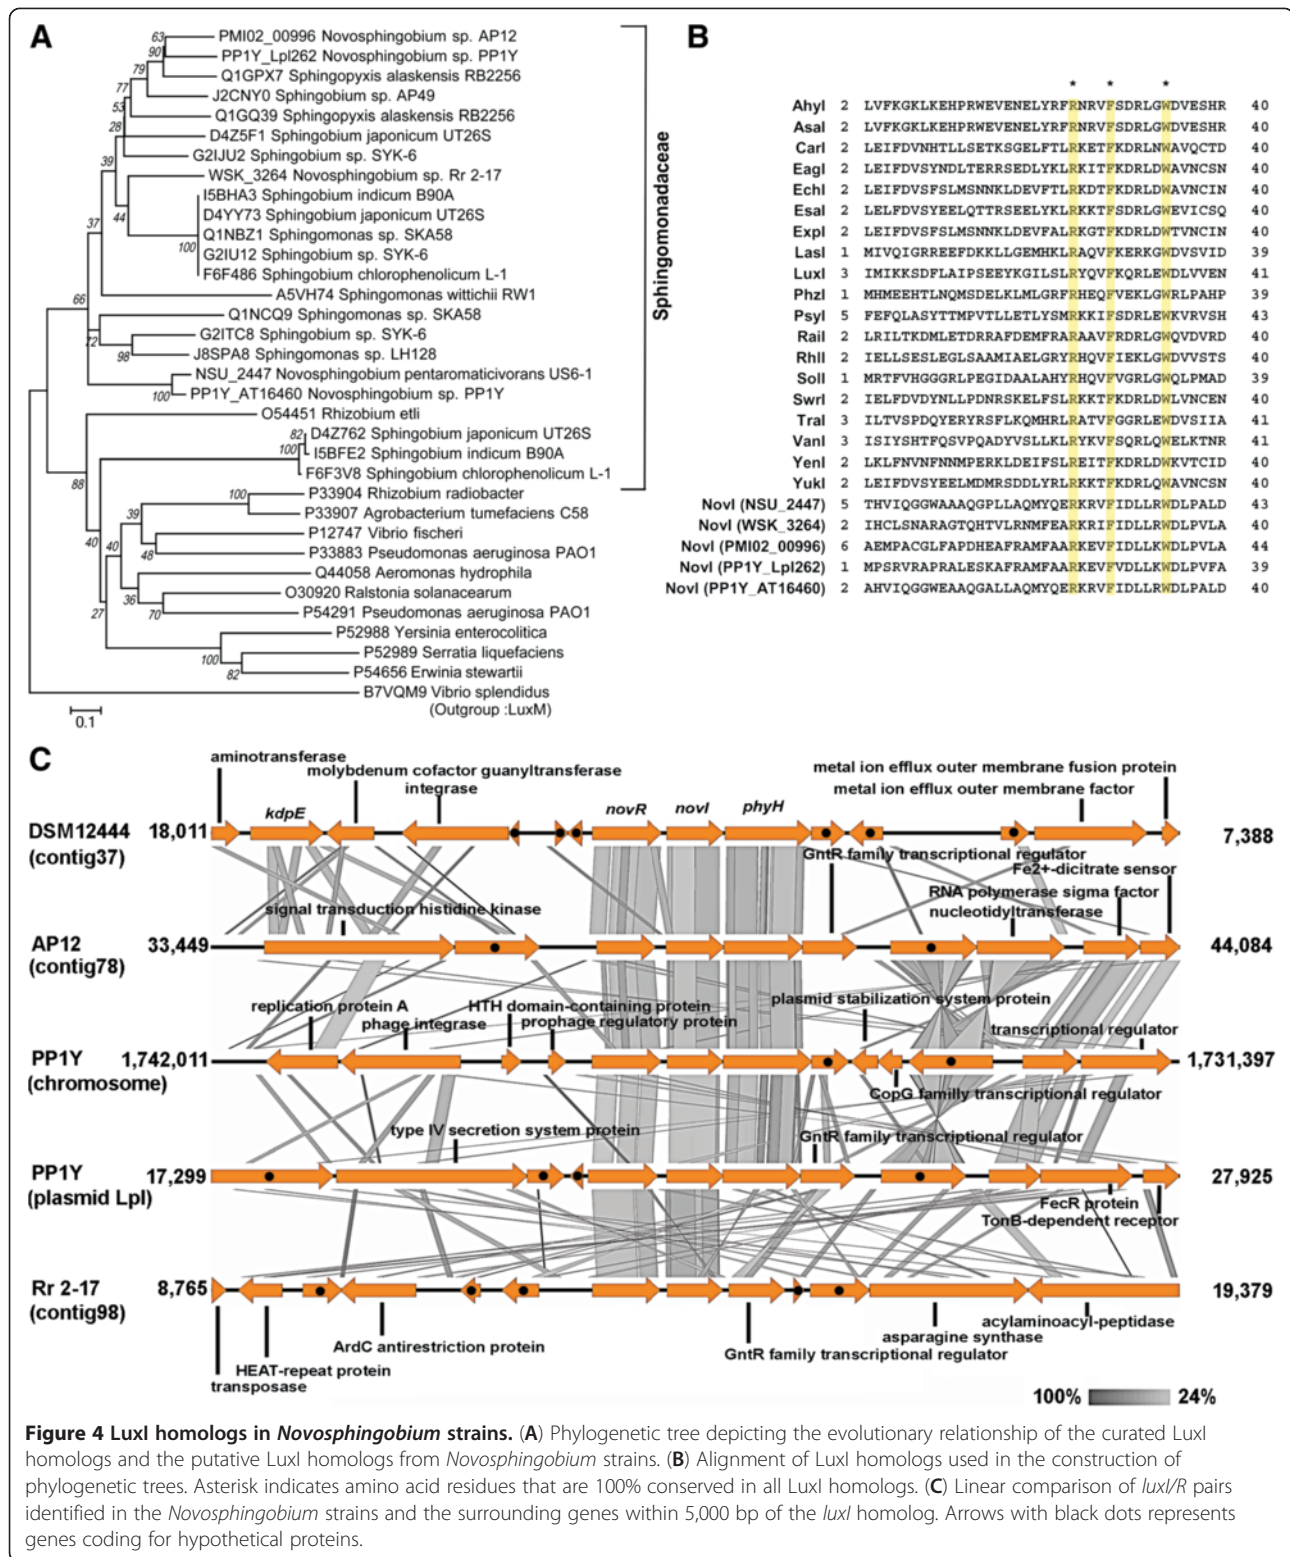 A
63
PMI02_00996 Novosphingobium sp. AP12
90
PP1Y_Lpl262 Novosphingobium sp. PP1Y
79
Q1GPX7 Sphingopyxis alaskensis RB2256
77
J2CNY0 Sphingobium sp. AP49
53
Q1GQ39 Sphingopyxis alaskensis RB2256
28
D4Z5F1 Sphingobium japonicum UT26S
G2IJU2 Sphingobium sp. SYK-6
39
WSK_3264 Novosphingobium sp. Rr 2-17
I5BHA3 Sphingobium indicum B90A
44
D4YY73 Sphingobium japonicum UT26S
37
Q1NBZ1 Sphingomonas sp. SKA58
100
G2IU12 Sphingobium sp. SYK-6
F6F486 Sphingobium chlorophenolicum L-1
66
A5VH74 Sphingomonas wittichii RW1
Q1NCQ9 Sphingomonas sp. SKA58
72
G2ITC8 Sphingobium sp. SYK-6
98
J8SPA8 Sphingomonas sp. LH128
NSU_2447 Novosphingobium pentaromaticivorans US6-1
100
PP1Y_AT16460 Novosphingobium sp. PP1Y
O54451 Rhizobium etli
82
D4Z762 Sphingobium japonicum UT26S
100
I5BFE2 Sphingobium indicum B90A
F6F3V8 Sphingobium chlorophenolicum L-1
88
100
P33904 Rhizobium radiobacter
39
P33907 Agrobacterium tumefaciens C58
P12747 Vibrio fischeri
40
40
48
P33883 Pseudomonas aeruginosa PAO1
Q44058 Aeromonas hydrophila
36
O30920 Ralstonia solanacearum
27
70
P54291 Pseudomonas aeruginosa PAO1
P52988 Yersinia enterocolitica
100
P52989 Serratia liquefaciens
82
P54656 Erwinia stewartii
B7VQM9 Vibrio splendidus
(Outgroup :LuxM)
0.1
Sphingomonadaceae
B
* * *
AhyI 2 LVFKGKLKEHPRWEVENELYRFRNRVFSDRLGWDVESHR 40
AsaI 2 LVFKGKLKEHPRWEVENELYRFRNRVFSDRLGWDVESHR 40
CarI 2 LEIFDVNHTLLSETKSGELFTLRKETFKDRLNWAVQCTD 40
EagI 2 LEIFDVSYNDLTERRSEDLYKLRKITFKDRLDWAVNCSN 40
EchI 2 LEIFDVSFSLMSNNKLDEVFTLRKDTFKDRLDWAVNCIN 40
EsaI 2 LELFDVSYEELQTTRSEELYKLRKKTFSDRLGWEVICSQ 40
ExpI 2 LEIFDVSFSLMSNNKLDEVFALRKGTFKDRLDWTVNCIN 40
LasI 1 MIVQIGRREEFDKKLLGEMHKLRAQVFKERKGWDVSVID 39
LuxI 3 IMIKKSDFLAIPSEEYKGILSLRYQVFKQRLEWDLVVEN 41
PhzI 1 MHMEEHTLNQMSDELKLMLGRFRHEQFVEKLGWRLPAHP 39
PsyI 5 FEFQLASYTTMPVTLLETLYSMRKKIFSDRLEWKVRVSH 43
RaiI 2 LRILTKDMLETDRRAFDEMFRARAAVFRDRLGWQVDVRD 40
RhlI 2 IELLSESLEGLSAAMIAELGRYRHQVFIEKLGWDVVSTS 40
SolI 1 MRTFVHGGGRLPEGIDAALAHYRHQVFVGRLGWQLPMAD 39
SwrI 2 IELFDVDYNLLPDNRSKELFSLRKKTFKDRLDWLVNCEN 40
TraI 3 ILTVSPDQYERYRSFLKQMHRLRATVFGGRLEWDVSIIA 41
VanI 3 ISIYSHTFQSVPQADYVSLLKLRYKVFSQRLQWELKTNR 41
YenI 2 LKLFNVNFNNMPERKLDEIFSLREITFKDRLDWKVTCID 40
YukI 2 LEIFDVSYEELMDMRSDDLYRLRKKTFKDRLQWAVNCSN 40
NovI (NSU_2447) 5 THVIQGGWAAAQGPLLAQMYQERKRVFIDLLRWDLPALD 43
NovI (WSK_3264) 2 IHCLSNARAGTQHTVLRNMFEARKRIFIDLLRWDLPVLA 40
NovI (PMI02_00996) 6 AEMPACGLFAPDHEAFRAMFAARKEVFIDLLKWDLPVLA 44
NovI (PP1Y_Lpl262) 1 MPSRVRAPRALESKAFRAMFAARKEVFVDLLKWDLPVFA 39
NovI (PP1Y_AT16460) 2 AHVIQGGWEAAQGALLAQMYQERKRVFIDLLRWDLPALD 40
C
aminotransferase
molybdenum cofactor guanyltransferase
integrase
metal ion efflux outer membrane fusion protein
metal ion efflux outer membrane factor
kdpE novR novI phyH
DSM12444 18,011 7,388
(contig37)
GntR family transcriptional regulator
Fe2+-dicitrate sensor
RNA polymerase sigma factor
signal transduction histidine kinase
nucleotidyltransferase
AP12 33,449 44,084
(contig78)
replication protein A
HTH domain-containing protein
plasmid stabilization system protein
phage integrase
prophage regulatory protein
transcriptional regulator
PP1Y 1,742,011 1,731,397
(chromosome)
CopG familly transcriptional regulator
type IV secretion system protein
GntR family transcriptional regulator
PP1Y 17,299 27,925
(plasmid Lpl)
FecR protein
TonB-dependent receptor
Rr 2-17 8,765 19,379
(contig98)
acylaminoacyl-peptidase
asparagine synthase
ArdC antirestriction protein
GntR family transcriptional regulator
HEAT-repeat protein
transposase
100% 24%
Figure 4 LuxI homologs in Novosphingobium strains. (A) Phylogenetic tree depicting the evolutionary relationship of the curated LuxI
homologs and the putative LuxI homologs from Novosphingobium strains. (B) Alignment of LuxI homologs used in the construction of
phylogenetic trees. Asterisk indicates amino acid residues that are 100% conserved in all LuxI homologs. (C) Linear comparison of luxI/R pairs
identified in the Novosphingobium strains and the surrounding genes within 5,000 bp of the luxI homolog. Arrows with black dots represents
genes coding for hypothetical proteins.